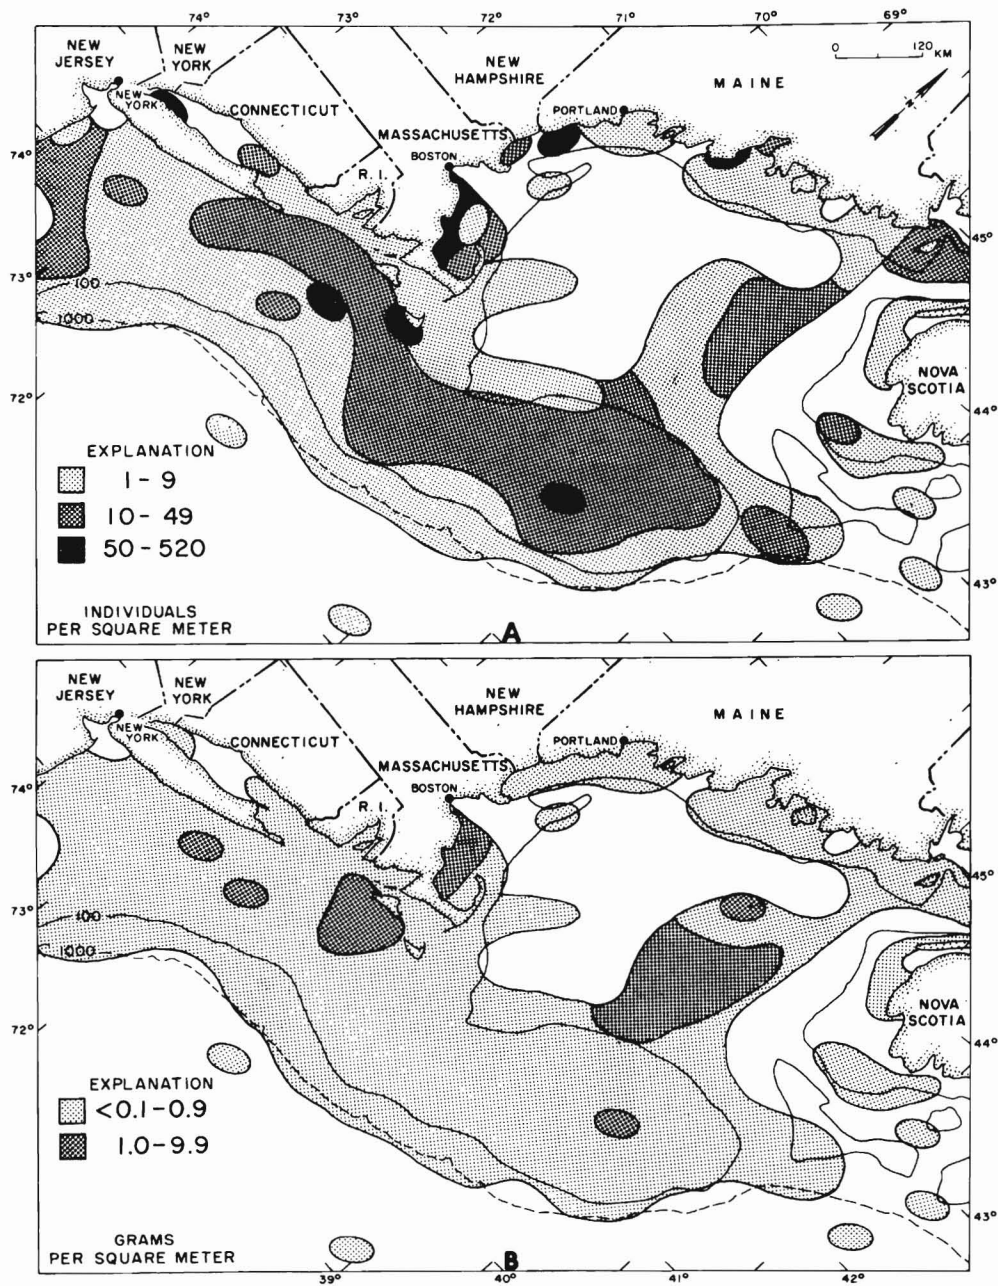 74° 73° 72° 71° 70° 69°
NEW JERSEY
NEW YORK
NEW HAMPSHIRE
MAINE
0 120 KM
NEW YORK
CONNECTICUT
MASSACHUSETTS
PORTLAND
BOSTON
R. I.
74°
45°
73°
100
1000
NOVA SCOTIA
72°
44°
EXPLANATION
1 - 9
10 - 49
50 - 520
43°
INDIVIDUALS
PER SQUARE METER
A
39° 40° 41° 42°
NEW JERSEY
NEW YORK
NEW HAMPSHIRE
MAINE
NEW YORK
CONNECTICUT
MASSACHUSETTS
PORTLAND
BOSTON
R. I.
74°
45°
73°
100
1000
NOVA SCOTIA
72°
44°
EXPLANATION
<0.1-0.9
1.0-9.9
43°
GRAMS
PER SQUARE METER
B
39° 40° 41° 42°